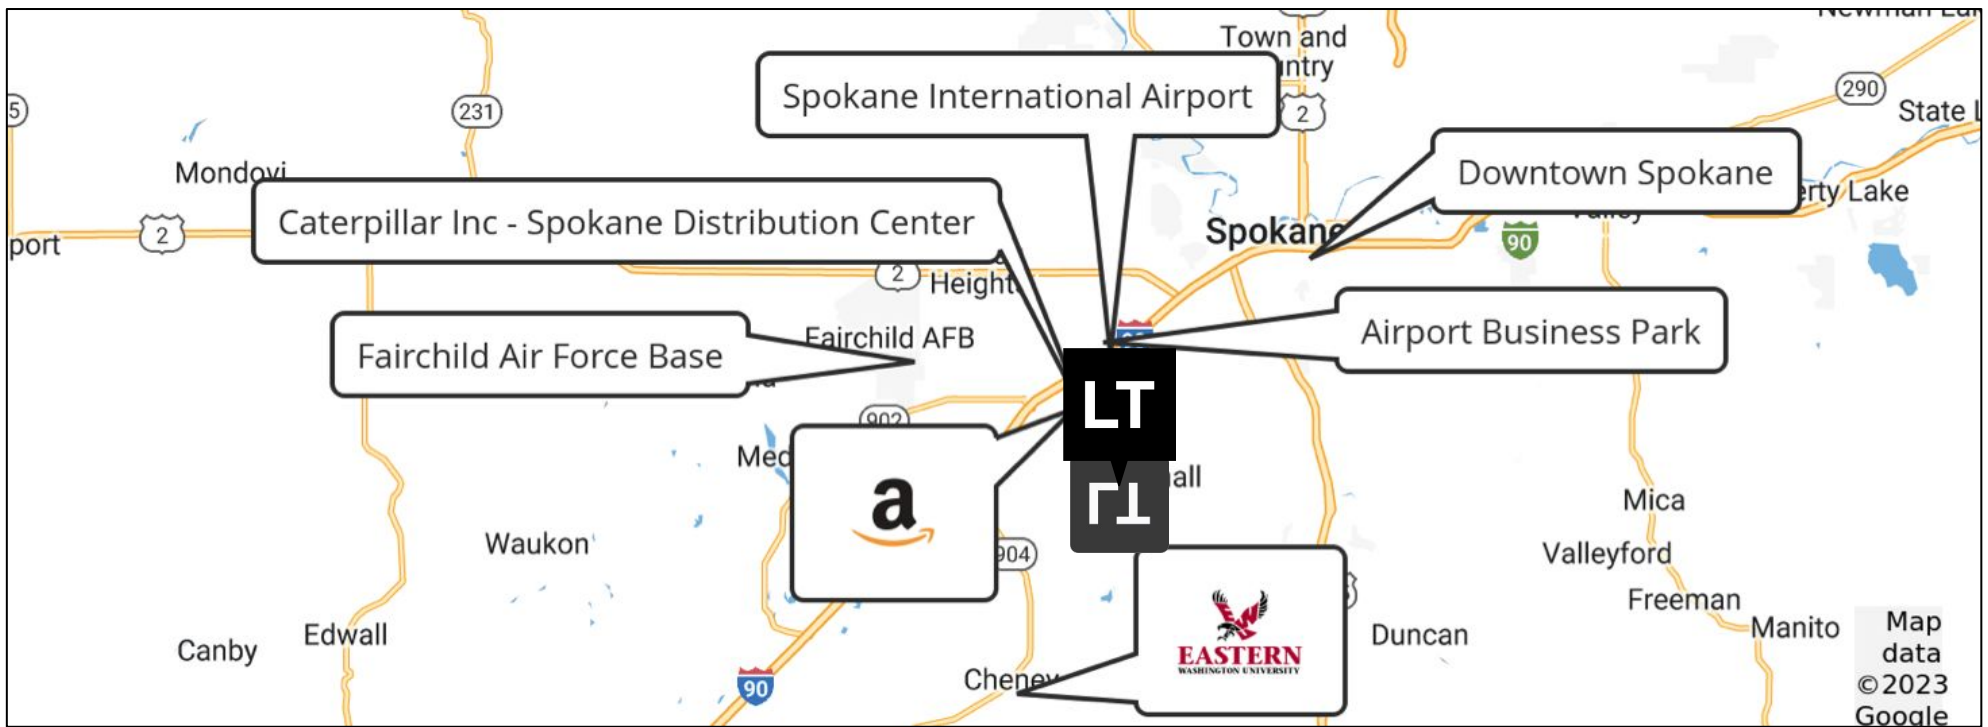 Town and
Spokane International Airport
2
290
231
State L
Downtown Spokane
Mondovi
erty Lake
Caterpillar Inc - Spokane Distribution Center
Spokane
2
port
90
2
Height
Airport Business Park
Fairchild AFB
Fairchild Air Force Base
LT
902
Med
all
a
Mica
Waukon
904
Valleyford
EASTERN
WASHINGTON UNIVERSITY
Freeman
Canby
Edwall
Duncan
Manito
Cheney
90
Map
data
©2023
Google